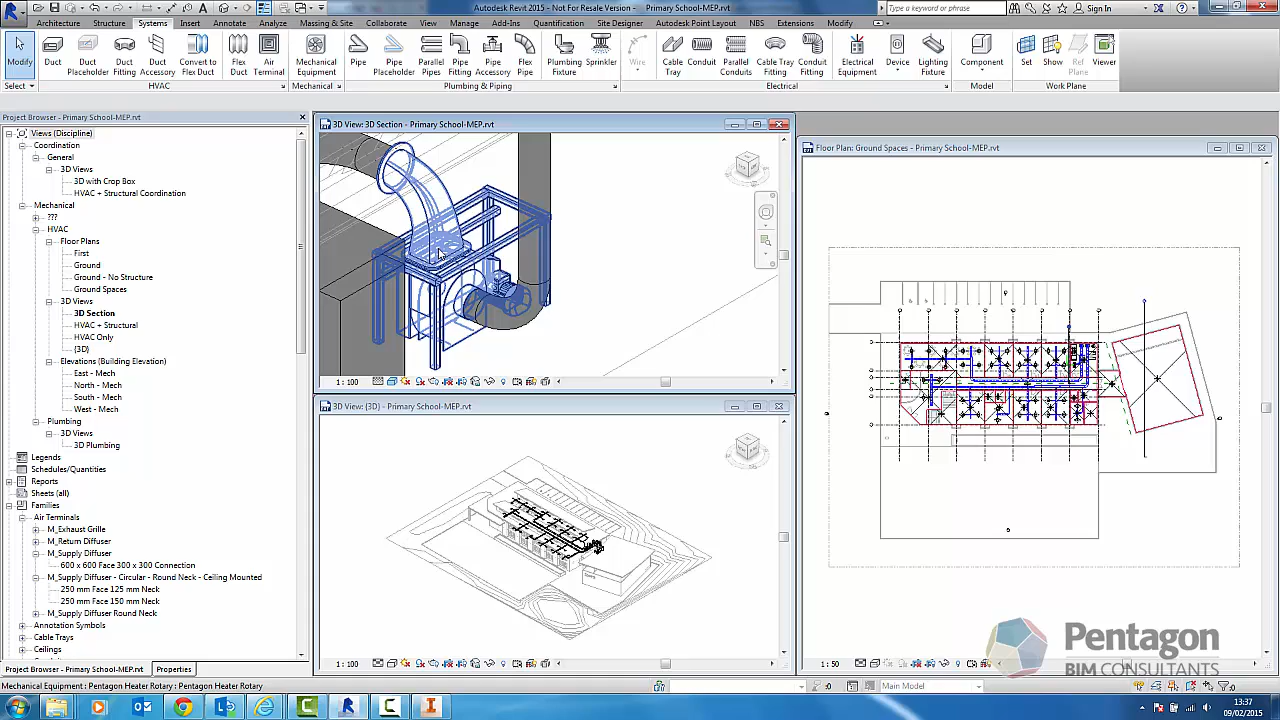 Autodesk Revit 2015 - Not For Resale Version - Primary School-MEP.rvt
Type a keyword or phrase
Sign In
Architecture Structure Systems Insert Annotate Analyze Massing & Site Collaborate View Manage Add-Ins Quantification Site Designer Autodesk Point Layout NBS Extensions Modify
Modify
Duct
Duct Placeholder
Duct Fitting
Duct Accessory
Convert to Flex Duct
Flex Duct
Air Terminal
Mechanical Equipment
Pipe
Pipe Placeholder
Parallel Pipes
Pipe Fitting
Pipe Accessory
Flex Pipe
Plumbing Fixture
Sprinkler
Wire
Cable Tray
Conduit
Parallel Conduits
Cable Tray Fitting
Conduit Fitting
Electrical Equipment
Device
Lighting Fixture
Component
Set
Show
Ref Plane
Viewer
Select
HVAC
Mechanical
Plumbing & Piping
Electrical
Model
Work Plane
Project Browser - Primary School-MEP.rvt
Views (Discipline)
Coordination
General
3D Views
3D with Crop Box
HVAC + Structural Coordination
Mechanical
???
HVAC
Floor Plans
First
Ground
Ground - No Structure
Ground Spaces
3D Views
3D Section
HVAC + Structural
HVAC Only
{3D}
Elevations (Building Elevation)
East - Mech
North - Mech
South - Mech
West - Mech
Plumbing
3D Views
3D Plumbing
Legends
Schedules/Quantities
Reports
Sheets (all)
Families
Air Terminals
M_Exhaust Grille
M_Return Diffuser
M_Supply Diffuser
600 x 600 Face 300 x 300 Connection
M_Supply Diffuser - Circular - Round Neck - Ceiling Mounted
250 mm Face 125 mm Neck
250 mm Face 150 mm Neck
M_Supply Diffuser Round Neck
Annotation Symbols
Cable Trays
Ceilings
Project Browser - Primary School-MEP.rvt
Properties
3D View: 3D Section - Primary School-MEP.rvt
1 : 100
3D View: {3D} - Primary School-MEP.rvt
1 : 100
Floor Plan: Ground Spaces - Primary School-MEP.rvt
1 : 50
Pentagon
BIM CONSULTANTS
Mechanical Equipment : Pentagon Heater Rotary : Pentagon Heater Rotary
:0
Main Model
:0
13:37
09/02/2015